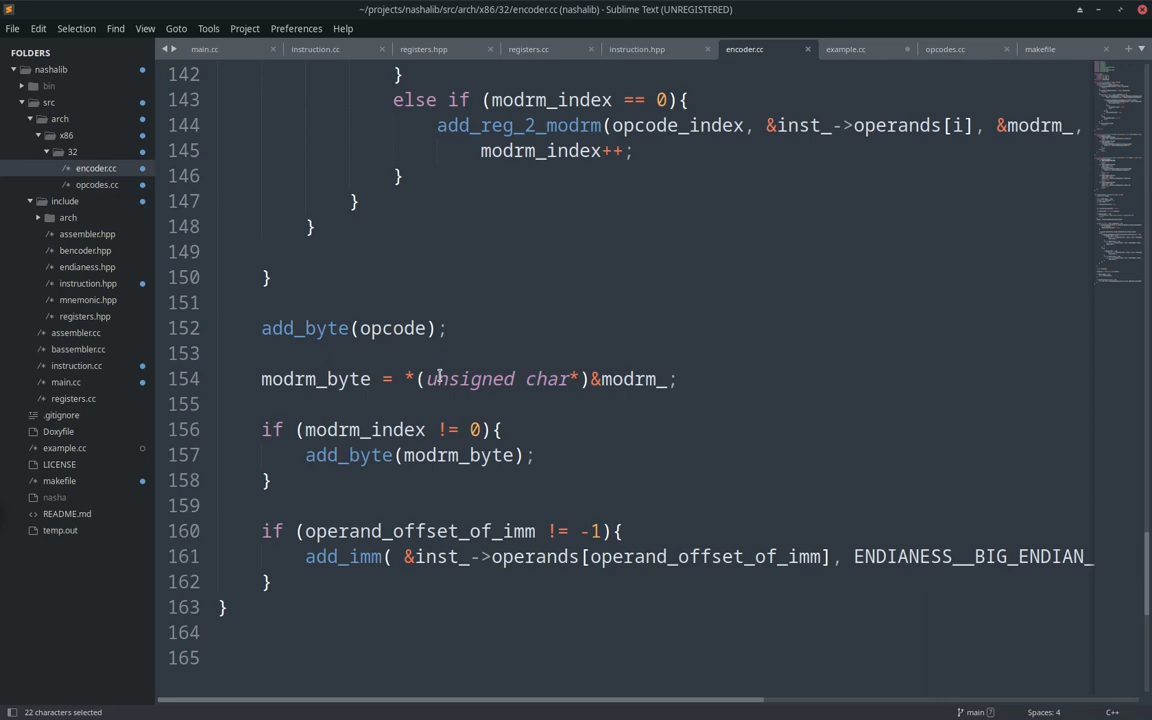 ~/projects/nashalib/src/arch/x86/32/encoder.cc (nashalib) - Sublime Text (UNREGISTERED)
File Edit Selection Find View Goto Tools Project Preferences Help
FOLDERS
nashalib
bin
src
arch
x86
32
/* encoder.cc
/* opcodes.cc
include
arch
/* assembler.hpp
/* bencoder.hpp
/* endianess.hpp
/* instruction.hpp
/* mnemonic.hpp
/* registers.hpp
/* assembler.cc
/* bassembler.cc
/* instruction.cc
/* main.cc
/* registers.cc
.gitignore
Doxyfile
/* example.cc
LICENSE
makefile
nasha
<> README.md
temp.out
main.cc instruction.cc registers.hpp registers.cc instruction.hpp encoder.cc example.cc opcodes.cc makefile
142 }
143 else if (modrm_index == 0){
144 add_reg_2_modrm(opcode_index, &inst_->operands[i], &modrm_,
145 modrm_index++;
146 }
147 }
148 }
149
150 }
151
152 add_byte(opcode);
153
154 modrm_byte = *(unsigned char*)&modrm_;
155
156 if (modrm_index != 0){
157 add_byte(modrm_byte);
158 }
159
160 if (operand_offset_of_imm != -1){
161 add_imm( &inst_->operands[operand_offset_of_imm], ENDIANESS__BIG_ENDIAN_
162 }
163 }
164
165
22 characters selected
main 7 Spaces: 4 C++